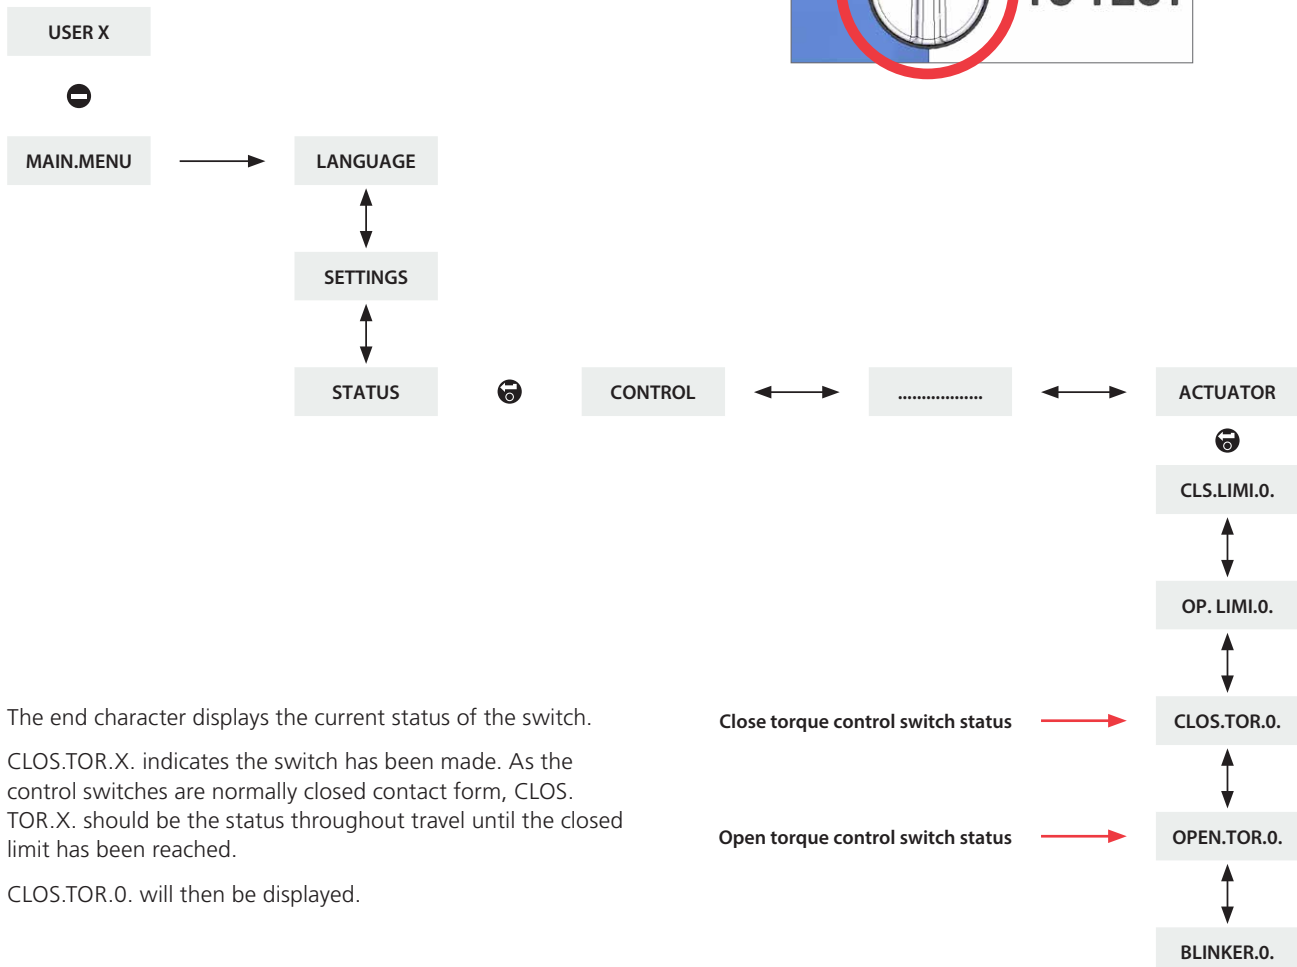 USER X
MAIN.MENU
LANGUAGE
SETTINGS
STATUS
CONTROL
..................
ACTUATOR
CLS.LIMI.0.
OP. LIMI.0.
The end character displays the current status of the switch.
CLOS.TOR.X. indicates the switch has been made. As the
control switches are normally closed contact form, CLOS.
TOR.X. should be the status throughout travel until the closed
limit has been reached.
CLOS.TOR.0. will then be displayed.
Close torque control switch status
CLOS.TOR.0.
Open torque control switch status
OPEN.TOR.0.
BLINKER.0.